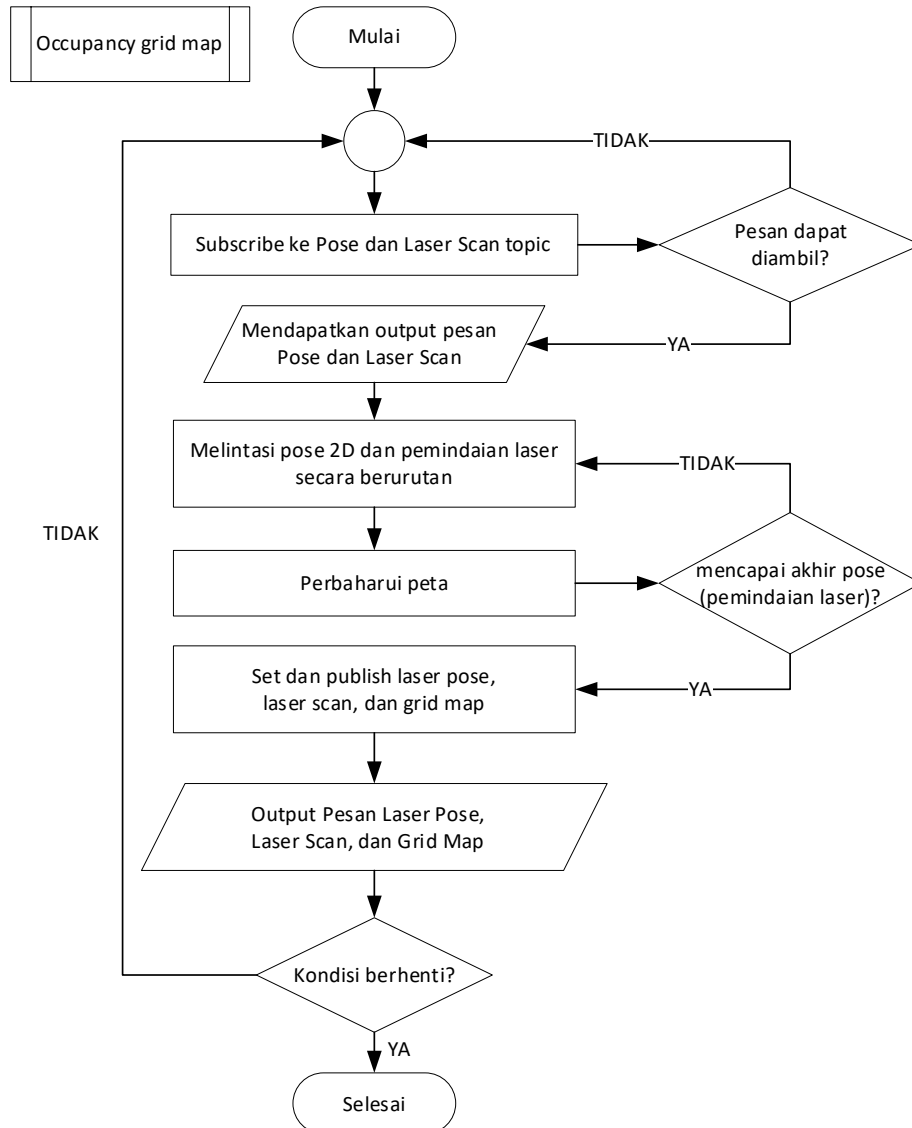 Occupancy grid map
Mulai
TIDAK
Subscribe ke Pose dan Laser Scan topic
Pesan dapat
diambil?
YA
Mendapatkan output pesan
Pose dan Laser Scan
Melintasi pose 2D dan pemindaian laser
secara berurutan
TIDAK
TIDAK
Perbaharui peta
mencapai akhir pose
(pemindaian laser)?
YA
Set dan publish laser pose,
laser scan, dan grid map
Output Pesan Laser Pose,
Laser Scan, dan Grid Map
Kondisi berhenti?
YA
Selesai